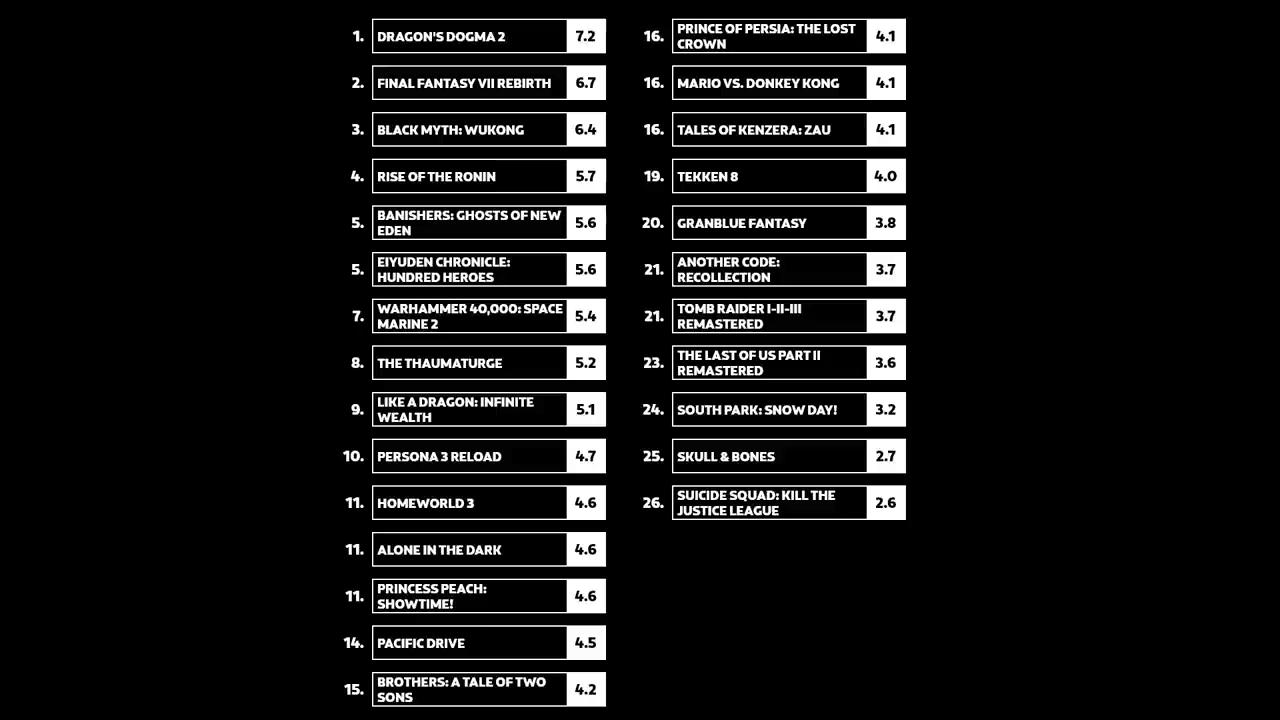 1. DRAGON'S DOGMA 2 7.2
2. FINAL FANTASY VII REBIRTH 6.7
3. BLACK MYTH: WUKONG 6.4
4. RISE OF THE RONIN 5.7
5. BANISHERS: GHOSTS OF NEW
EDEN 5.6
5. EIYUDEN CHRONICLE:
HUNDRED HEROES 5.6
7. WARHAMMER 40,000: SPACE
MARINE 2 5.4
8. THE THAUMATURGE 5.2
9. LIKE A DRAGON: INFINITE
WEALTH 5.1
10. PERSONA 3 RELOAD 4.7
11. HOMEWORLD 3 4.6
11. ALONE IN THE DARK 4.6
11. PRINCESS PEACH:
SHOWTIME! 4.6
14. PACIFIC DRIVE 4.5
15. BROTHERS: A TALE OF TWO
SONS 4.2
16. PRINCE OF PERSIA: THE LOST
CROWN 4.1
16. MARIO VS. DONKEY KONG 4.1
16. TALES OF KENZERA: ZAU 4.1
19. TEKKEN 8 4.0
20. GRANBLUE FANTASY 3.8
21. ANOTHER CODE:
RECOLLECTION 3.7
21. TOMB RAIDER I-II-III
REMASTERED 3.7
23. THE LAST OF US PART II
REMASTERED 3.6
24. SOUTH PARK: SNOW DAY! 3.2
25. SKULL & BONES 2.7
26. SUICIDE SQUAD: KILL THE
JUSTICE LEAGUE 2.6